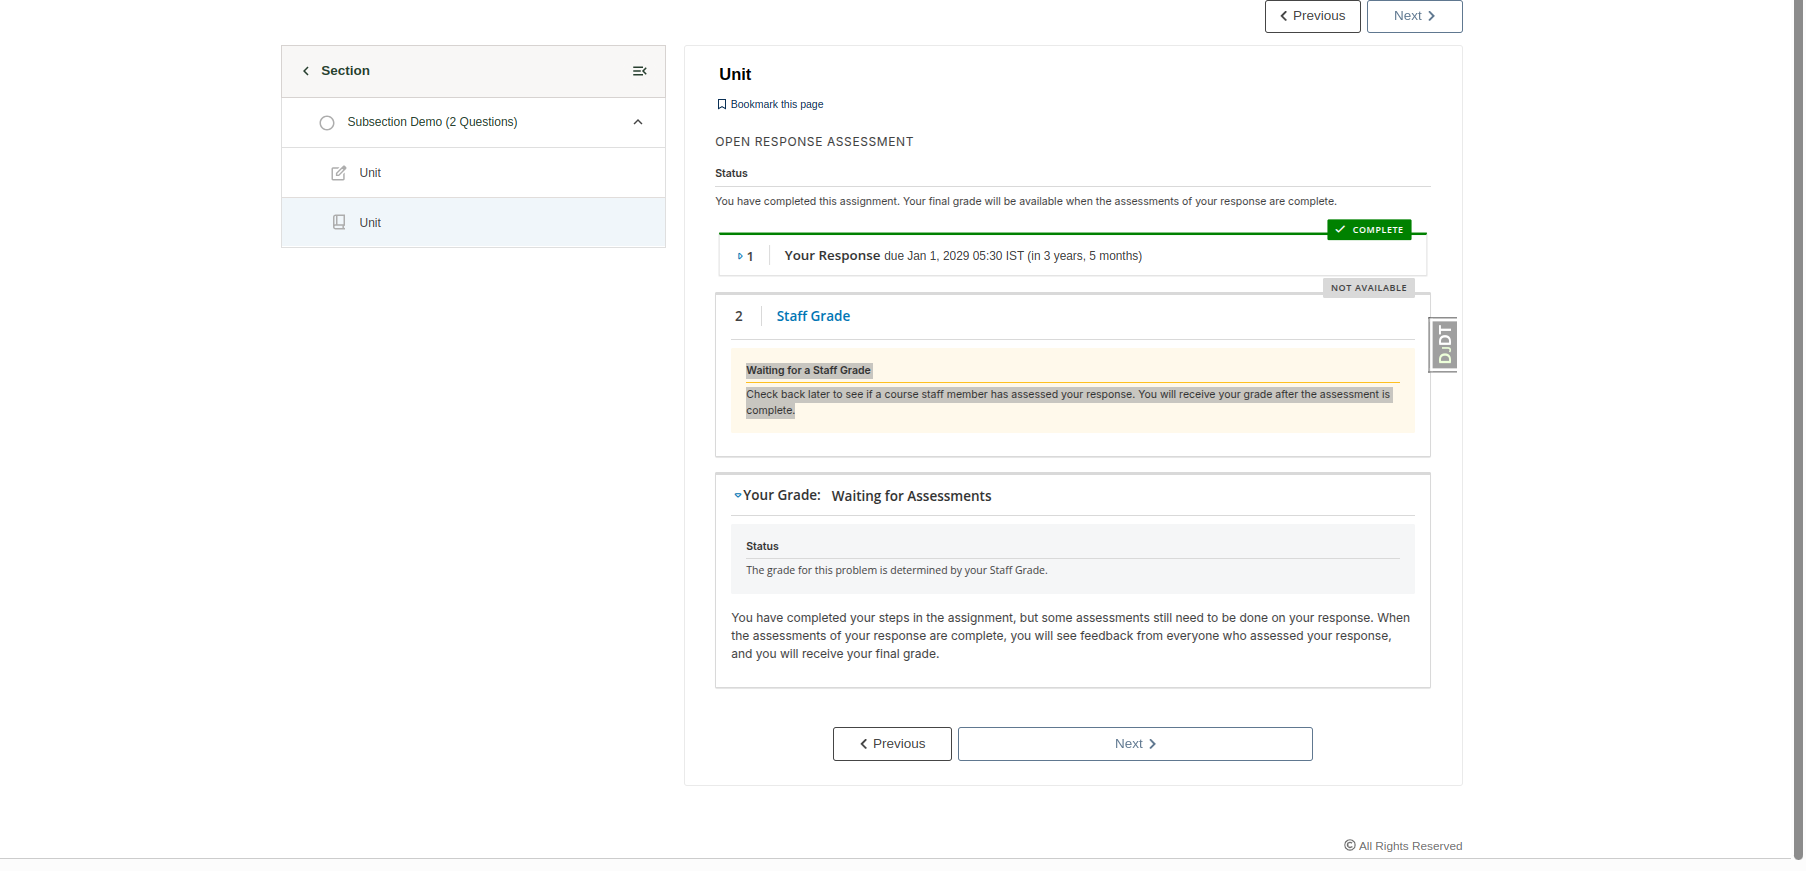 Previous
Next
Section
Subsection Demo (2 Questions)
Unit
Unit
Unit
Bookmark this page
OPEN RESPONSE ASSESSMENT
Status
You have completed this assignment. Your final grade will be available when the assessments of your response are complete.
COMPLETE
1 Your Response due Jan 1, 2029 05:30 IST (in 3 years, 5 months)
NOT AVAILABLE
2 Staff Grade
DJDT
Waiting for a Staff Grade
Check back later to see if a course staff member has assessed your response. You will receive your grade after the assessment is
complete.
Your Grade: Waiting for Assessments
Status
The grade for this problem is determined by your Staff Grade.
You have completed your steps in the assignment, but some assessments still need to be done on your response. When
the assessments of your response are complete, you will see feedback from everyone who assessed your response,
and you will receive your final grade.
Previous
Next
© All Rights Reserved